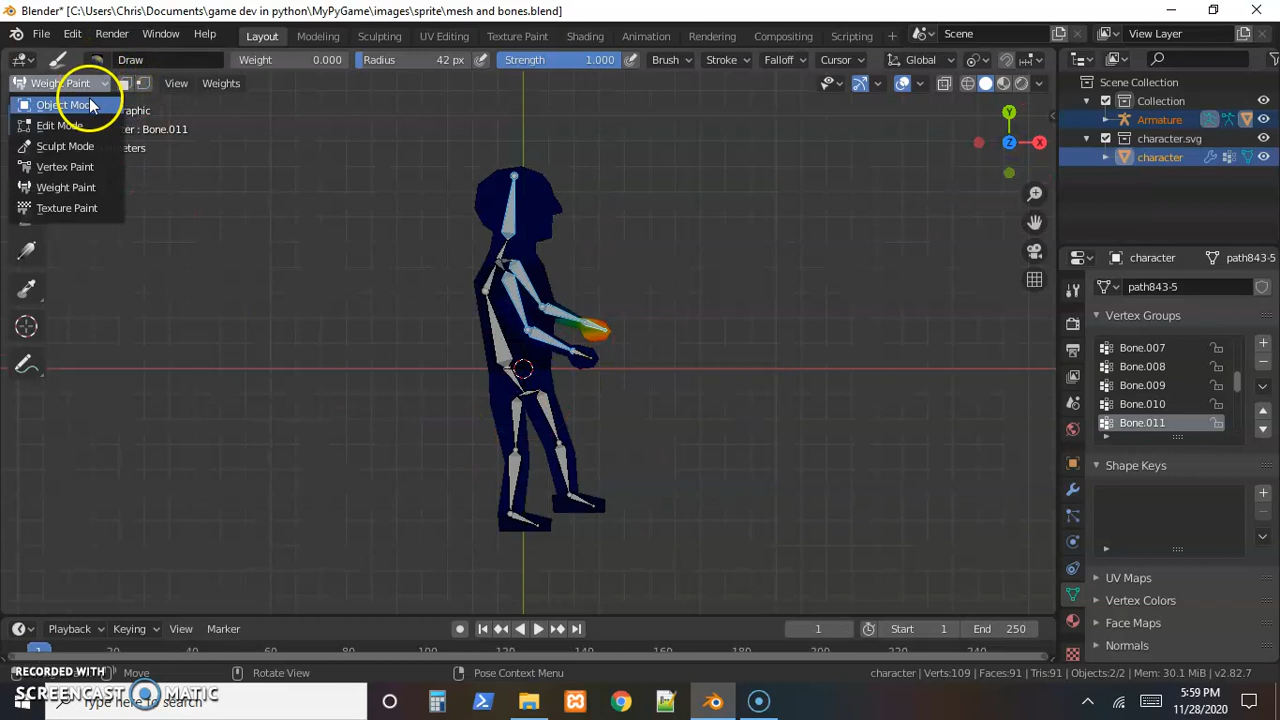 Blender* [C:\Users\Chris\Documents\game dev in python\MyPyGame\images\sprite\mesh and bones.blend]
File Edit Render Window Help Layout Modeling Sculpting UV Editing Texture Paint Shading Animation Rendering Compositing Scripting Scene View Layer
Draw Weight 0.000 Radius 42 px Strength 1.000 Brush Stroke Falloff Cursor Global
Weight Paint View Weights
Scene Collection
Collection
Armature
character.svg
character
Object Mode
Edit Mode
Sculpt Mode
Vertex Paint
Weight Paint
Texture Paint
graphic
er : Bone.011
meters
Y
Z
X
character path843-5
path843-5
Vertex Groups
Bone.007
Bone.008
Bone.009
Bone.010
Bone.011
Shape Keys
UV Maps
Vertex Colors
Face Maps
Normals
Playback Keying View Marker 1 Start 1 End 250
1 120 140 160 180 200 220 240
Move Rotate View Pose Context Menu character | Verts:109 | Faces:91 | Tris:91 | Objects:2/2 | Mem: 30.1 MiB | v2.82.7
RECORDED WITH
SCREENCAST MATIC
Type here to search
5:59 PM
11/28/2020